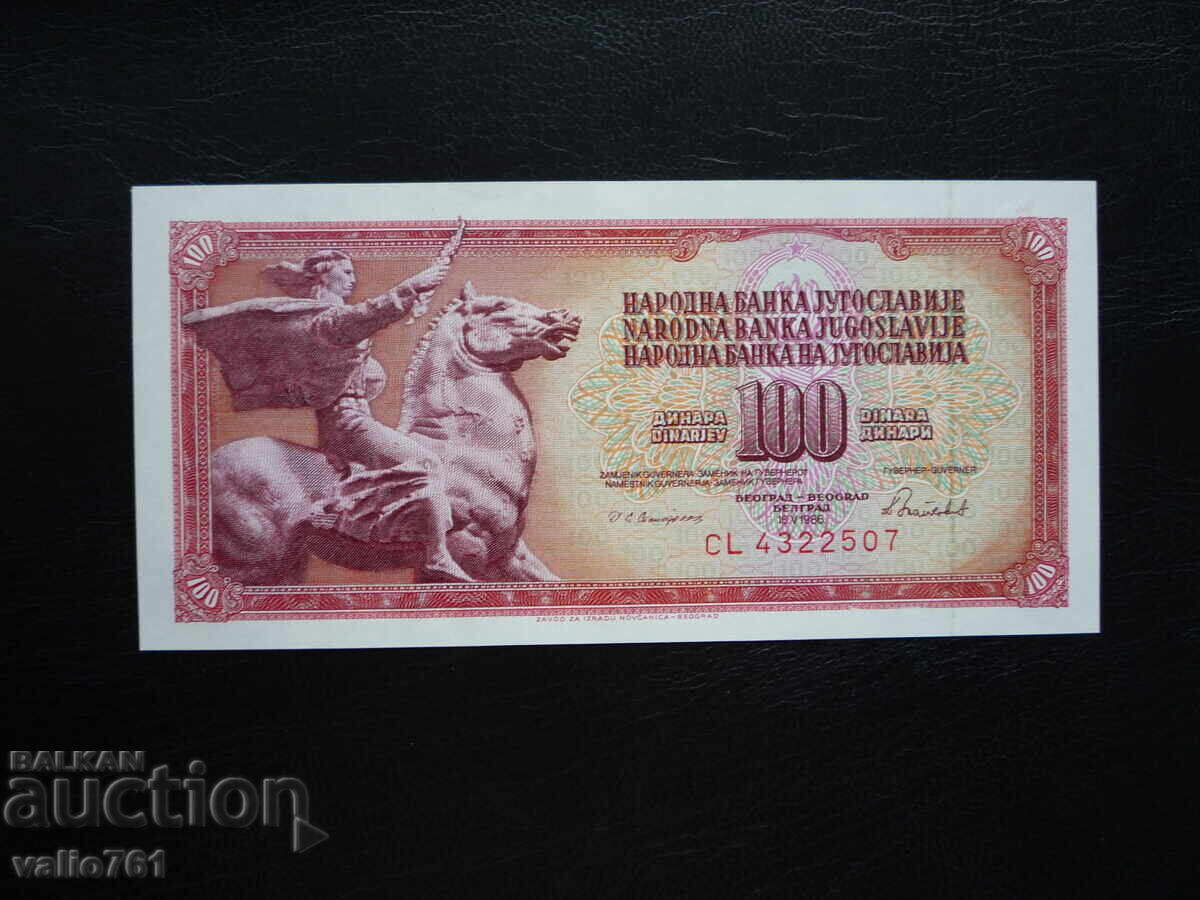 100
100
НАРОДНА БАНКА ЈУГОСЛАВИЈЕ
NARODNA BANKA JUGOSLAVIJE
НАРОДНА БАНКА НА ЈУГОСЛАВИЈА
ДИНАРА 100 DINARA
DINARJEV ДИНАРИ
ZAMJENIK GUVERNERA-ЗАМЕНИК НА ГУВЕРНЕРОТ ГУВЕРНЕР-GUVERNER
NAMESTNIK GUVERNERJA-ЗАМЕНИК ГУВЕРНЕРА
БЕОГРАД-BEOGRAD
БЕЛГРАД
16 V 1986
CL 4322507
100
100
ZAVOD ZA IZRADU NOVČANICA-BEOGRAD
BALKAN
auction
valio761